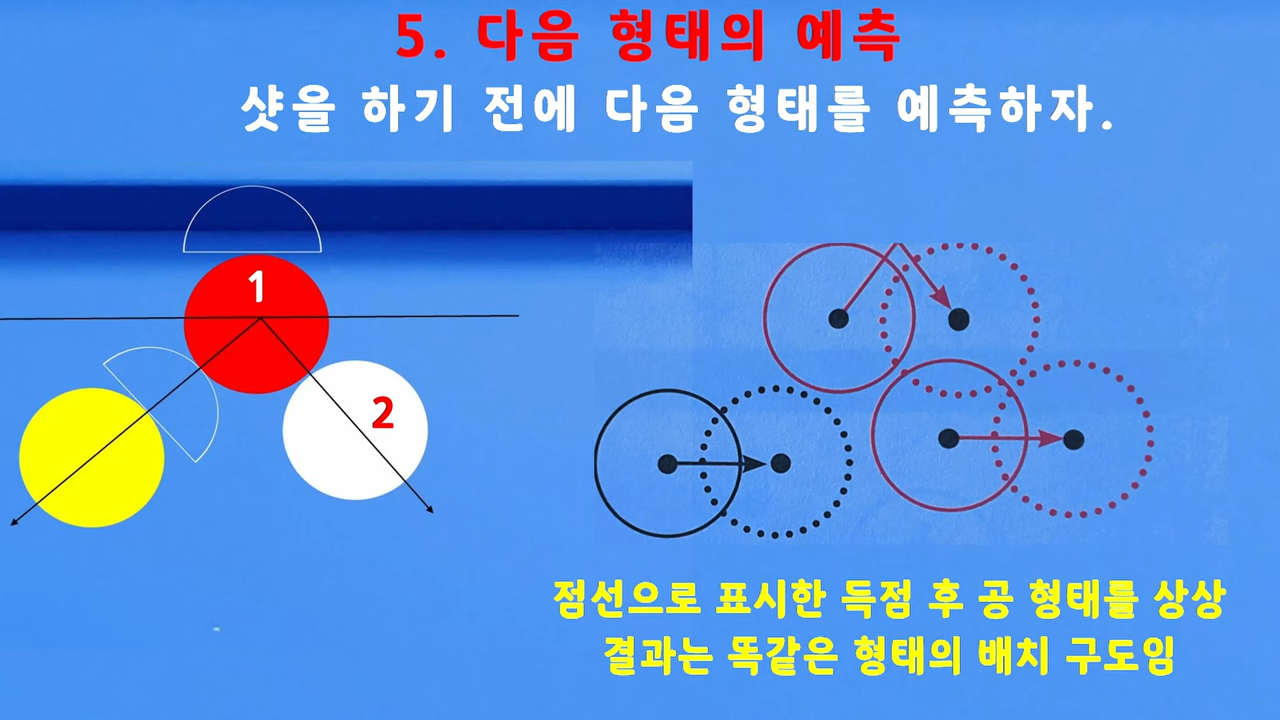 5. 다음 형태의 예측
샷을 하기 전에 다음 형태를 예측하자.
1
2
점선으로 표시한 득점 후 공 형태를 상상
결과는 똑같은 형태의 배치 구도임